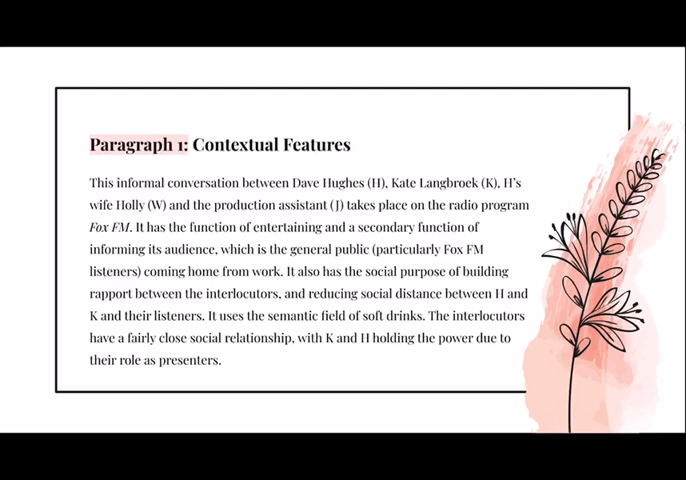 Paragraph 1: Contextual Features
This informal conversation between Dave Hughes (H), Kate Langbroek (K), H's
wife Holly (W) and the production assistant (J) takes place on the radio program
Fox FM. It has the function of entertaining and a secondary function of
informing its audience, which is the general public (particularly Fox FM
listeners) coming home from work. It also has the social purpose of building
rapport between the interlocutors, and reducing social distance between H and
K and their listeners. It uses the semantic field of soft drinks. The interlocutors
have a fairly close social relationship, with K and H holding the power due to
their role as presenters.